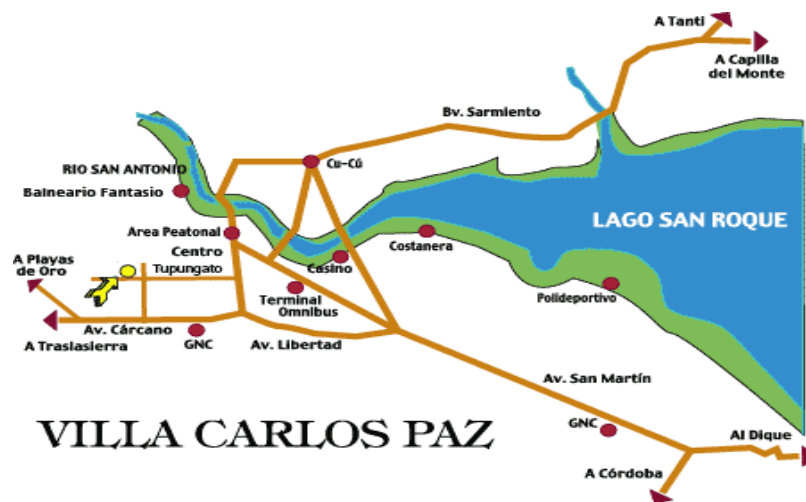 A Tanti
A Capilla
del Monte
Bv. Sarmiento
Cu-Cú
RIO SAN ANTONIO
Balneario Fantasio
LAGO SAN ROQUE
Area Peatonal
Costanera
Centro
A Playas
de Oro
Tupungato
Casino
Terminal
Omnibus
Polideportivo
Av. Cárcano
A Traslasierra
GNC
Av. Libertad
Av. San Martín
VILLA CARLOS PAZ
GNC
Al Dique
A Córdoba